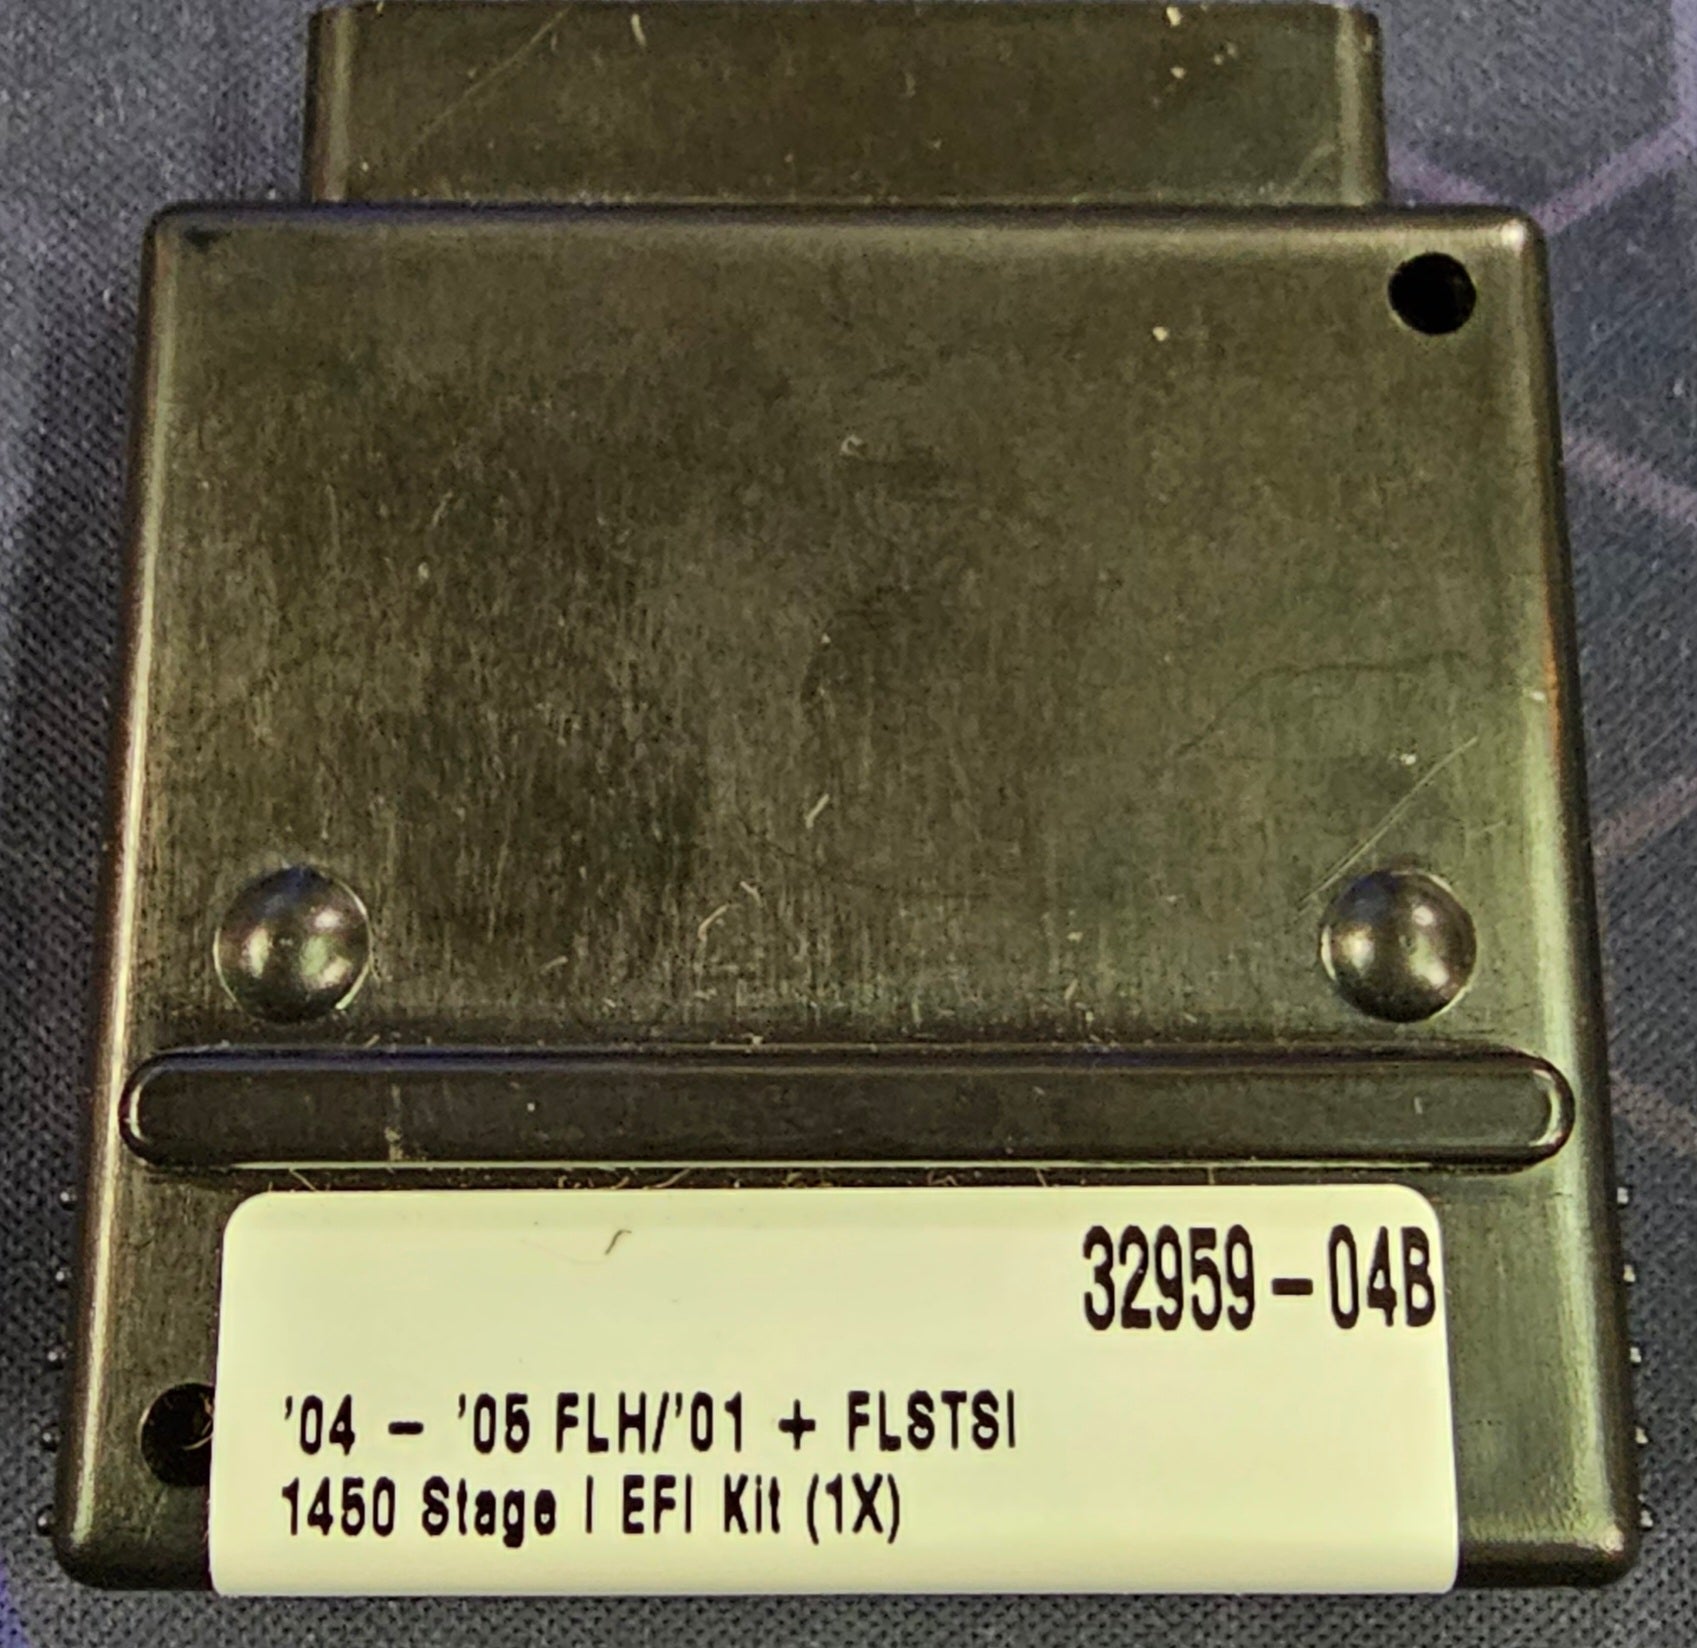 32959-04B
'04 - '05 FLH/'01 + FLSTSI
1450 Stage I EFI Kit (1X)